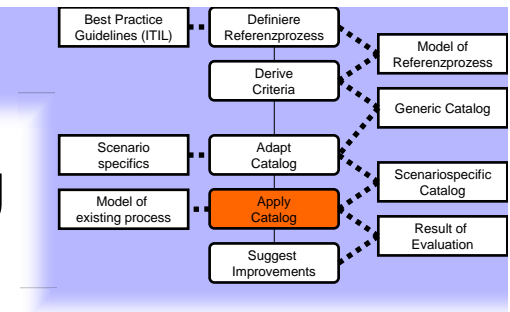 Best Practice
Guidelines (ITIL)
Definiere
Referenzprozess
Model of
Referenzprozess
Derive
Criteria
Generic Catalog
Scenario
specifics
Adapt
Catalog
Scenariospecific
Catalog
Model of
existing process
Apply
Catalog
Result of
Evaluation
Suggest
Improvements